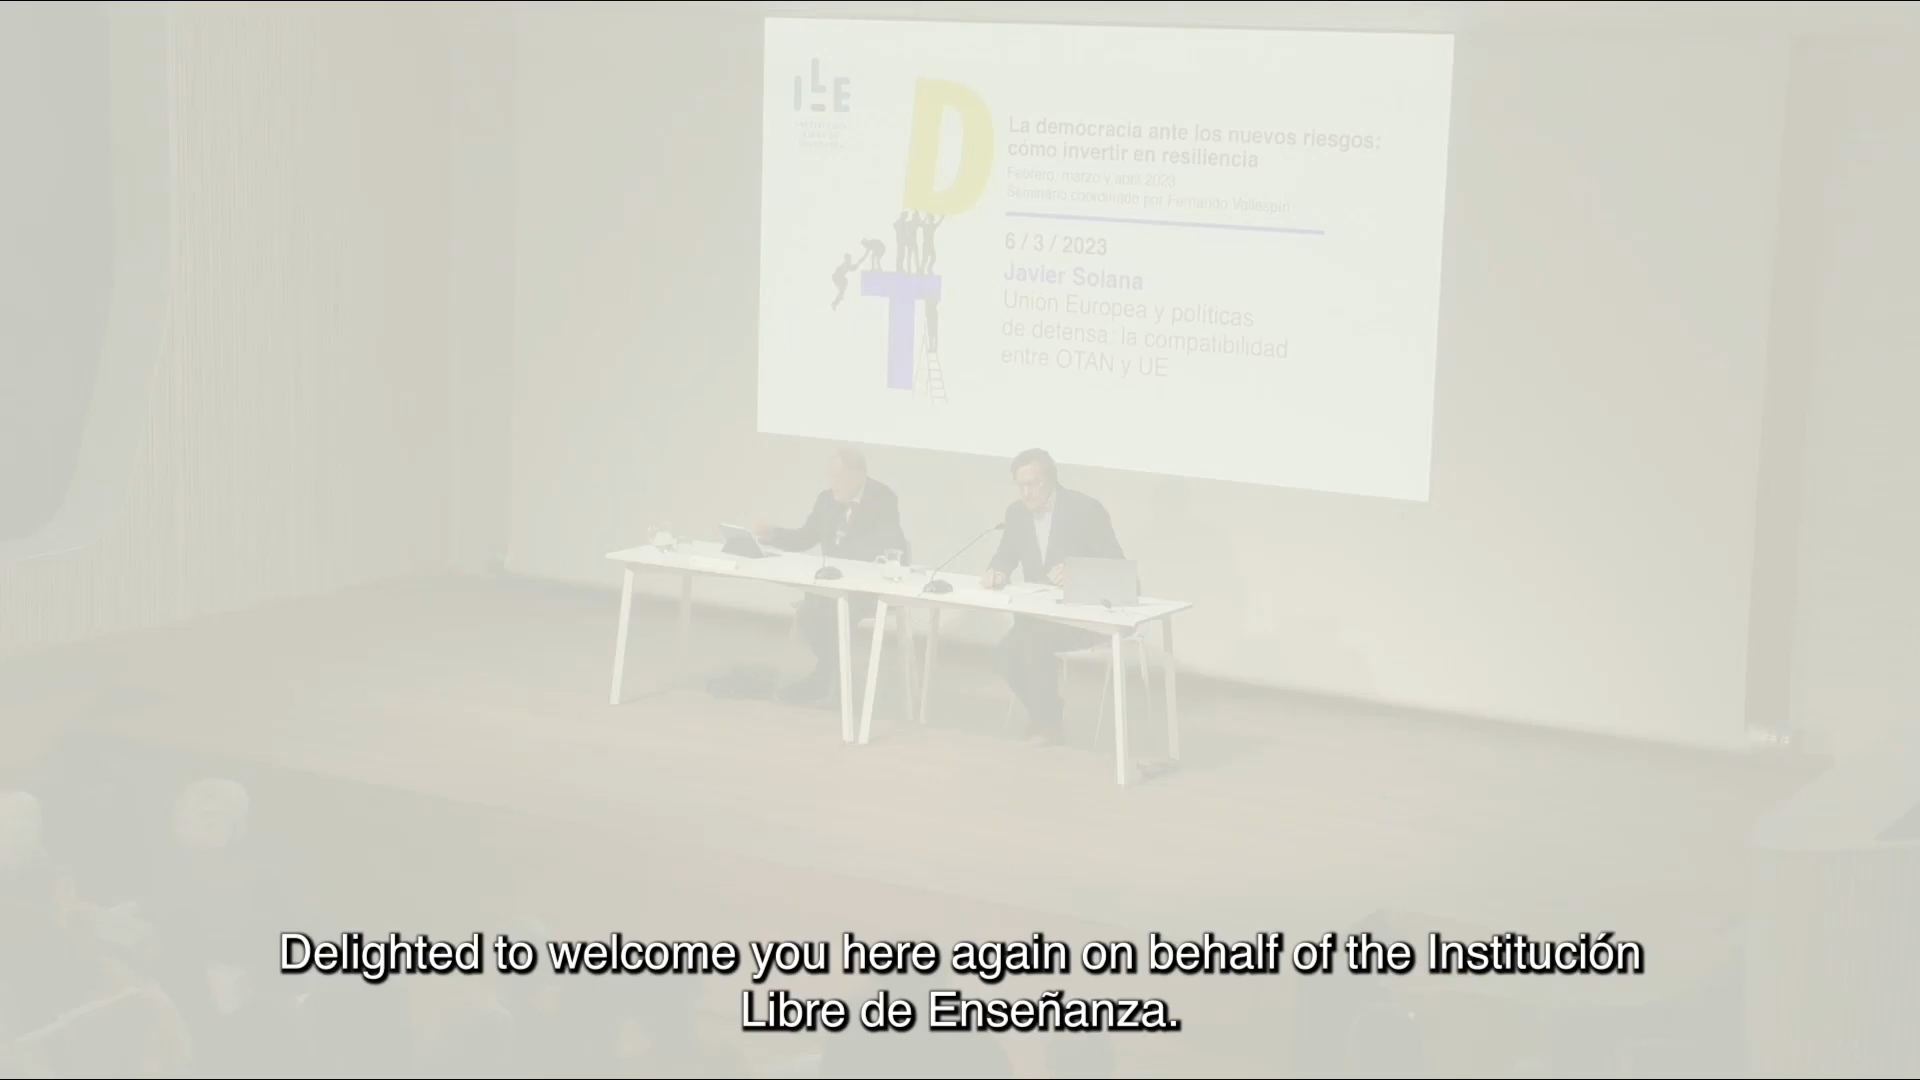 ILE
D
T
La democracia ante los nuevos riesgos:
cómo invertir en resiliencia
Febrero, marzo y abril 2023
Seminario coordinado por Fernando Vallespín
6 / 3 / 2023
Javier Solana
Unión Europea y políticas
de defensa: la compatibilidad
entre OTAN y UE
Delighted to welcome you here again on behalf of the Institución
Libre de Enseñanza.